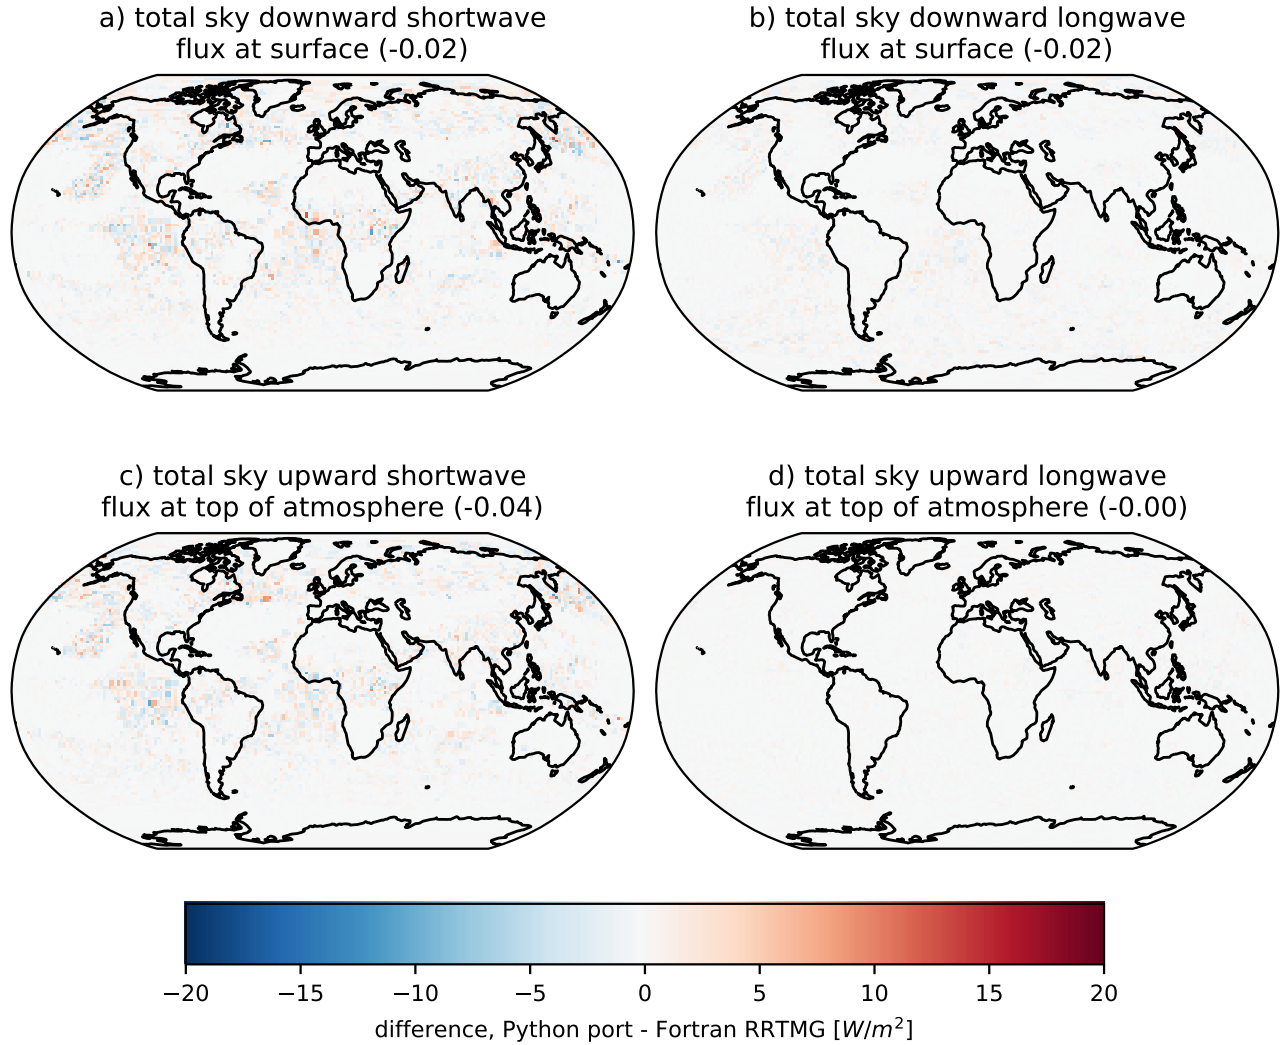 a) total sky downward shortwave
flux at surface (-0.02)
b) total sky downward longwave
flux at surface (-0.02)
c) total sky upward shortwave
flux at top of atmosphere (-0.04)
d) total sky upward longwave
flux at top of atmosphere (-0.00)
−20 −15 −10 −5 0 5 10 15 20
difference, Python port - Fortran RRTMG [W/m²]